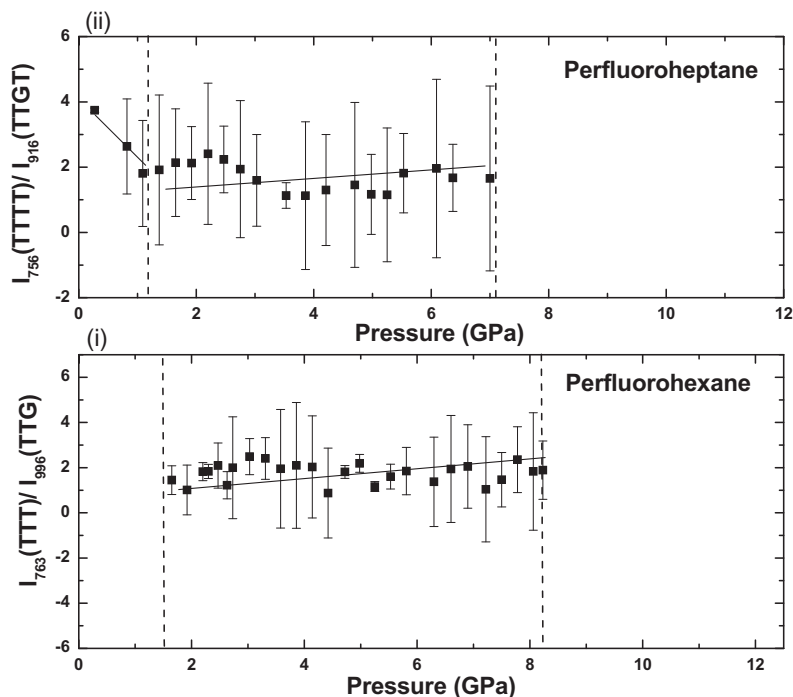 (ii)
Perfluoroheptane
I756(TTTT)/ I916(TTGT)
6
4
2
0
-2
2 4 6 8 10 12
Pressure (GPa)
(i)
Perfluorohexane
I763(TTT)/ I996(TTG)
6
4
2
0
-2
-4
-6
0 2 4 6 8 10 12
Pressure (GPa)